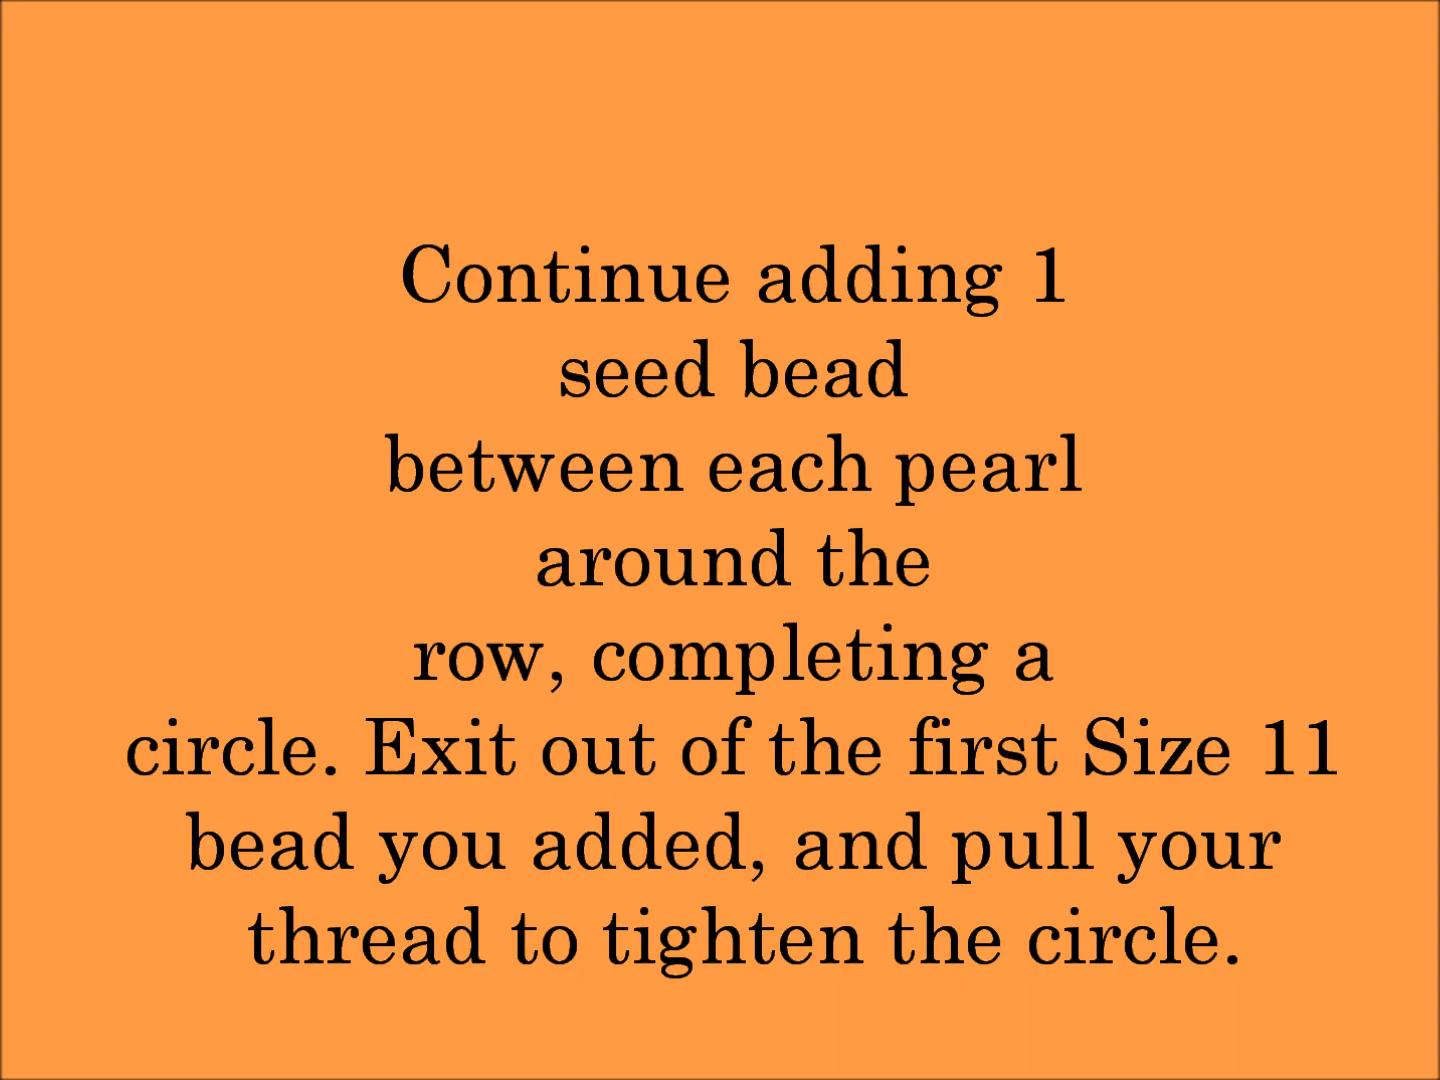 Continue adding 1
seed bead
between each pearl
around the
row, completing a
circle. Exit out of the first Size 11
bead you added, and pull your
thread to tighten the circle.